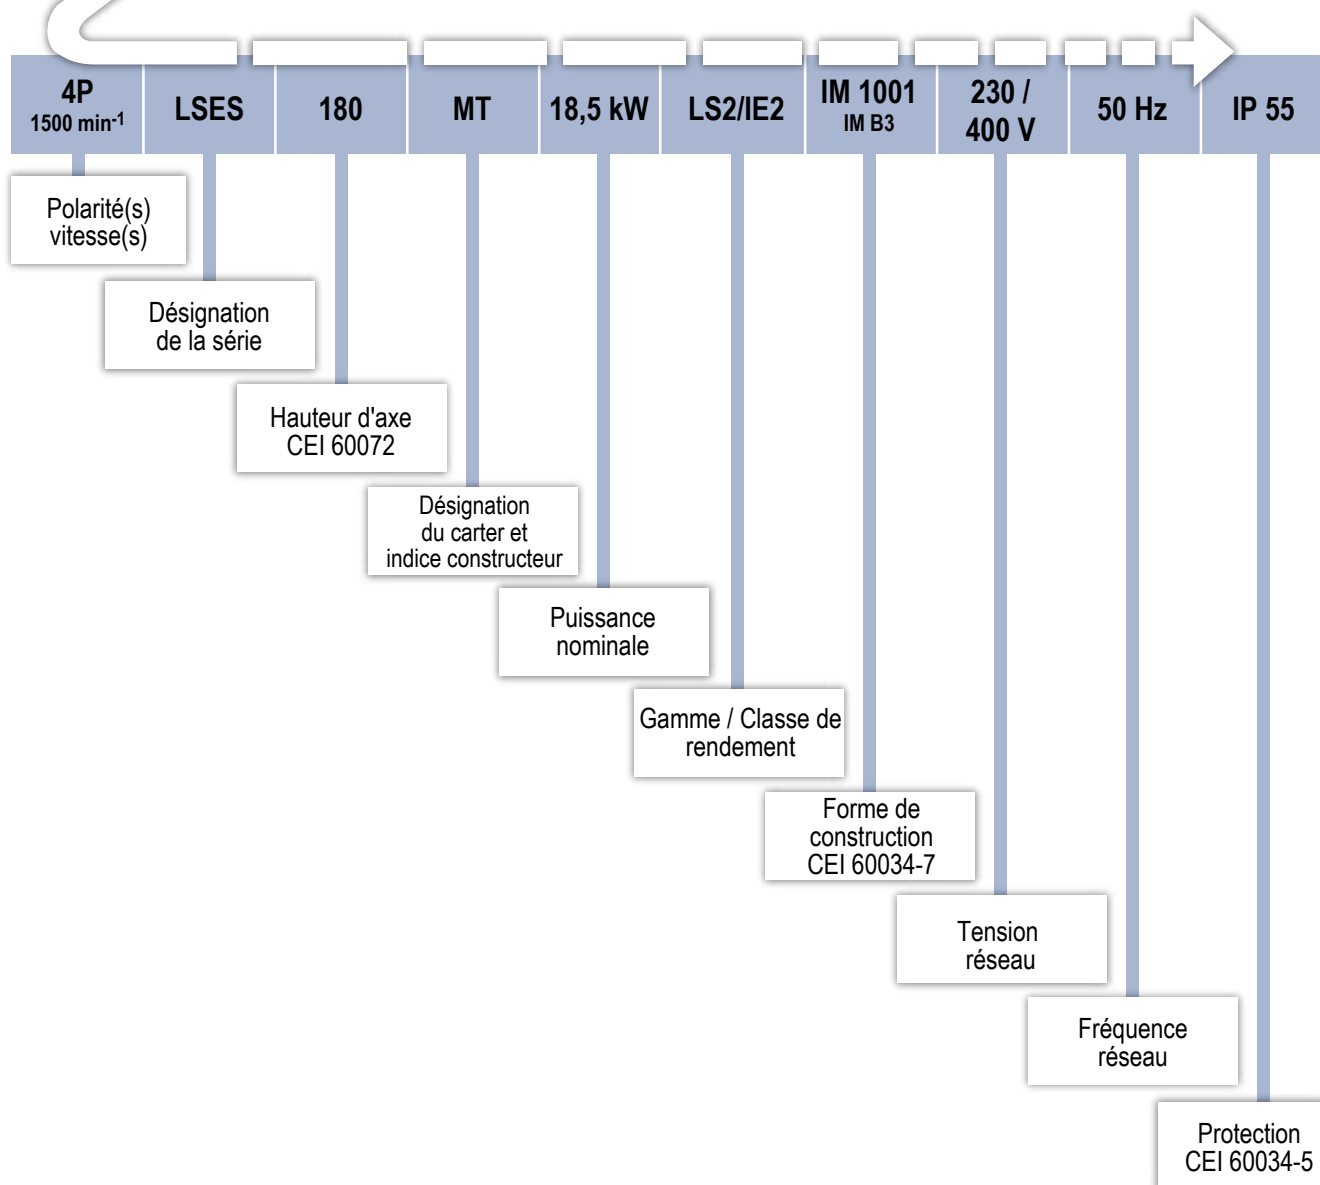 4P
1500 min-1
LSES
180
MT
18,5 kW
LS2/IE2
IM 1001
IM B3
230 /
400 V
50 Hz
IP 55
Polarité(s)
vitesse(s)
Désignation
de la série
Hauteur d'axe
CEI 60072
Désignation
du carter et
indice constructeur
Puissance
nominale
Gamme / Classe de
rendement
Forme de
construction
CEI 60034-7
Tension
réseau
Fréquence
réseau
Protection
CEI 60034-5